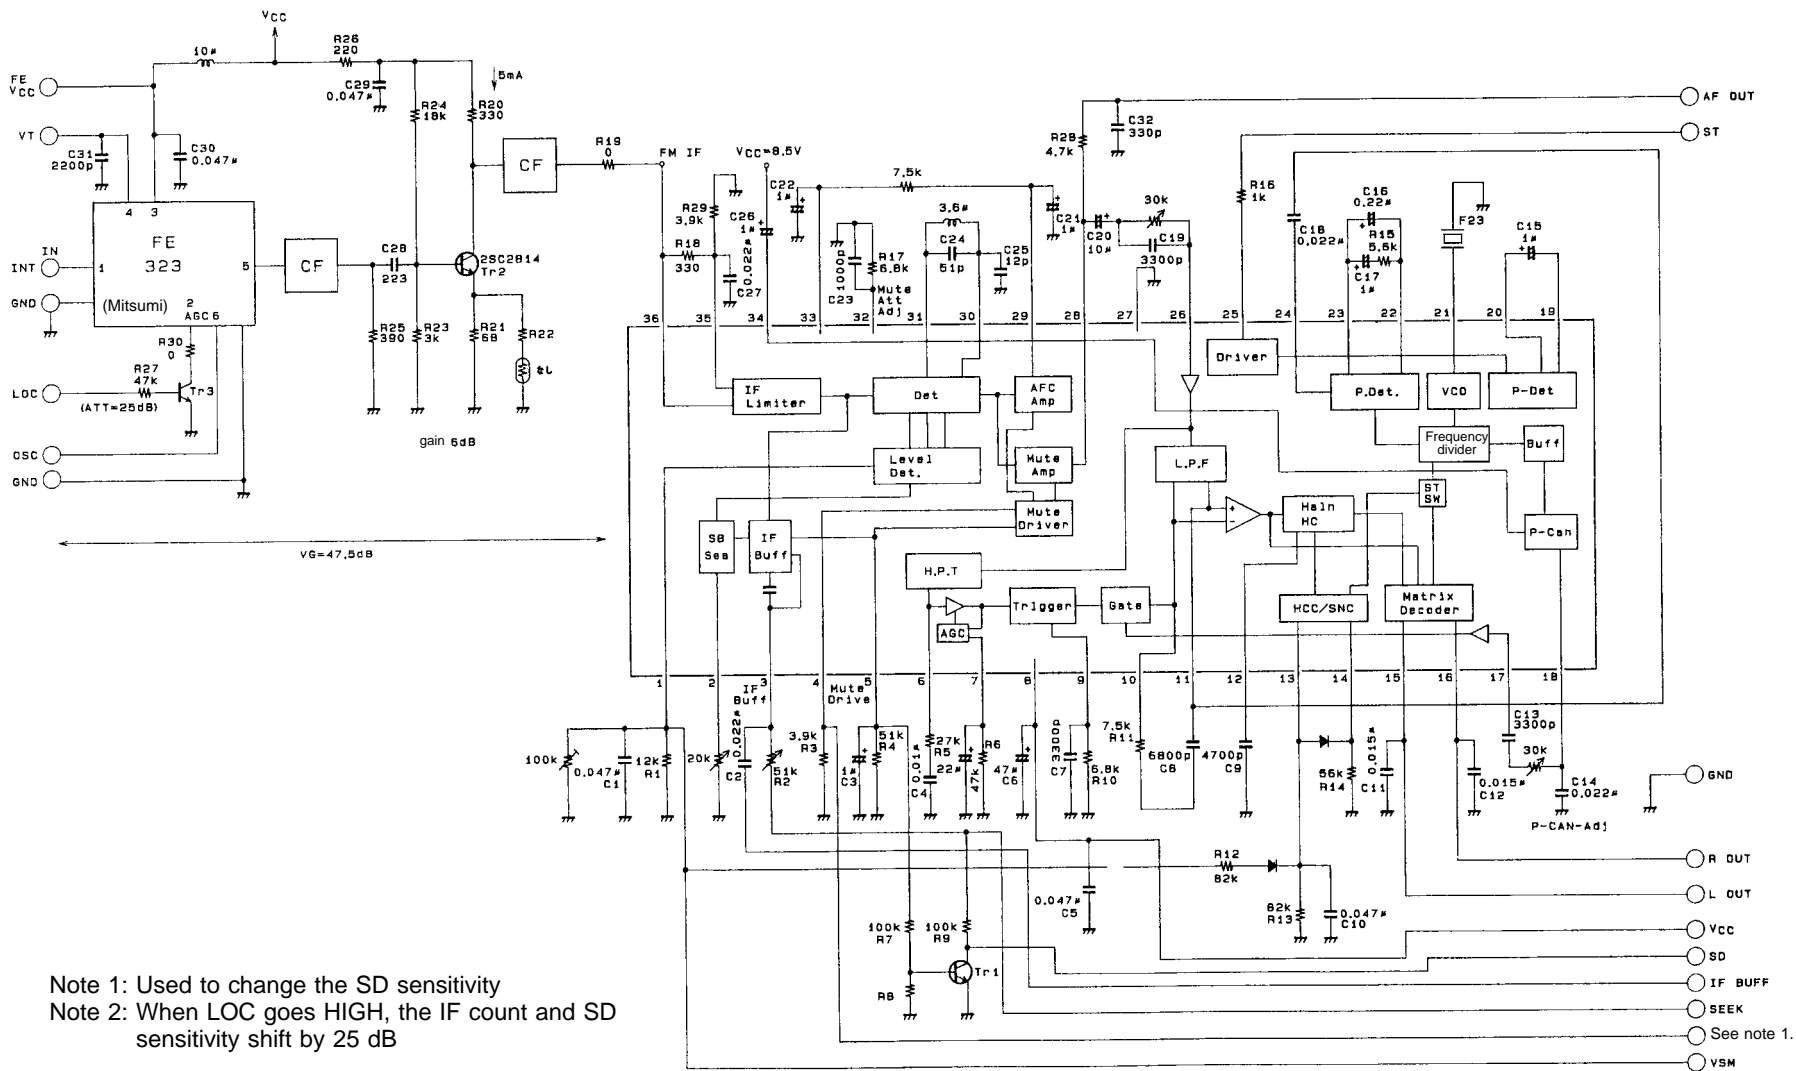 VCC
10μ
R26
220
FE
VCC
C29
0.047μ
↓5mA
R24
18k
R20
330
VT
C31
2200p
C30
0.047μ
4
3
FE
323
(Mitsumi)
IN
INT
1
5
GND
2
AGC
6
CF
C28
223
2SC2814
Tr2
CF
R19
0
FM IF
VCC=8.5V
R30
0
R27
47k
LOC
(ATT=25dB)
Tr3
R25
390
R23
3k
R21
68
R22
なし
OSC
GND
gain 6dB
VG=47.5dB
R29
3.9k
R18
330
C27
0.022μ
C26
1μ
C22
1μ
7.5k
C23
1000p
R17
6.8k
Mute
Att
Adj
3.6μ
C24
51p
C25
12p
C21
1μ
R28
4.7k
C32
330p
C20
10μ
30k
C19
3300p
R16
1k
C18
0.022μ
C16
0.22μ
R15
5.6k
C17
1μ
F23
C15
1μ
AF OUT
ST
36
35
34
33
32
31
30
29
28
27
26
25
24
23
22
21
20
19
IF
Limiter
Det
AFC
Amp
Level
Det.
Mute
Amp
Mute
Driver
SB
Sea
IF
Buff
H.P.T
AGC
Trigger
Gate
L.P.F
Driver
P.Det.
VCO
P-Det
Frequency
divider
Buff
ST
SW
P-Can
HCC/SNC
Matrix
Decoder
1
2
3
4
5
6
7
8
9
10
11
12
13
14
15
16
17
18
IF
Buff
Mute
Drive
100k
0.047μ
C1
12k
R1
20k
0.022μ
C2
51k
R2
3.9k
R3
1μ
C3
51k
R4
27k
R5
0.01μ
C4
22μ
R6
47k
47μ
C6
3300p
C7
6.8k
R10
7.5k
R11
6800p
C8
4700p
C9
56k
R14
0.015μ
C11
0.015μ
C12
C13
3300p
30k
C14
0.022μ
P-CAN-Adj
GND
R12
82k
0.047μ
C5
82k
R13
0.047μ
C10
100k
R7
100k
R9
R8
Tr1
R OUT
L OUT
VCC
SD
IF BUFF
SEEK
See note 1.
VSM
Note 1: Used to change the SD sensitivity
Note 2: When LOC goes HIGH, the IF count and SD
sensitivity shift by 25 dB